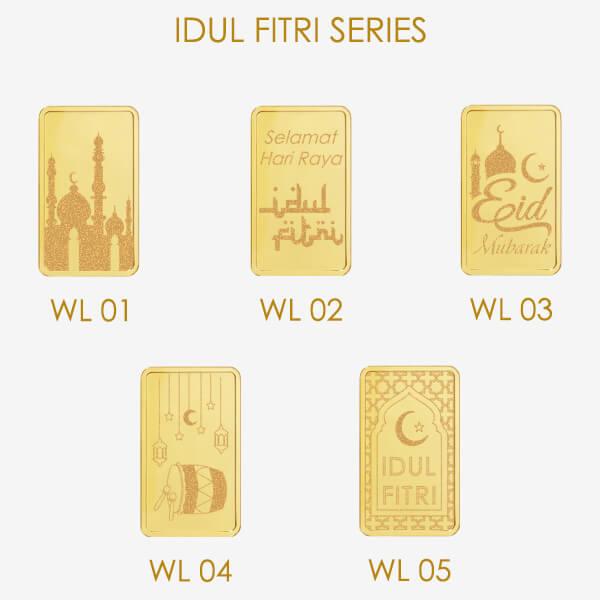 IDUL FITRI SERIES
Selamat
Hari Raya
idul
fitri
Eid
Mubarak
WL 01
WL 02
WL 03
IDUL
FITRI
WL 04
WL 05